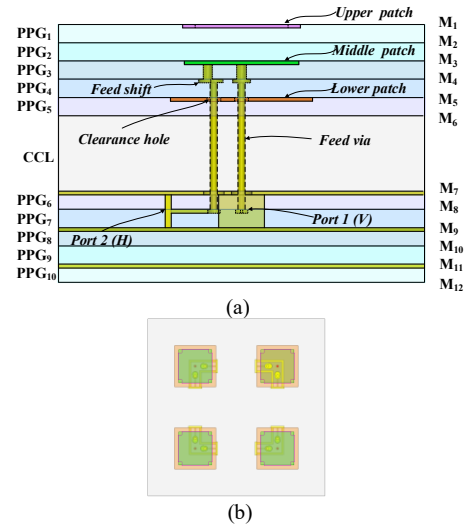 Upper patch
M1
PPG1
M2
PPG2
Middle patch
M3
PPG3
M4
PPG4
Feed shift
Lower patch
M5
PPG5
M6
Clearance hole
Feed via
CCL
M7
PPG6
M8
PPG7
Port 1 (V)
M9
Port 2 (H)
PPG8
M10
PPG9
M11
PPG10
M12
(a)
(b)